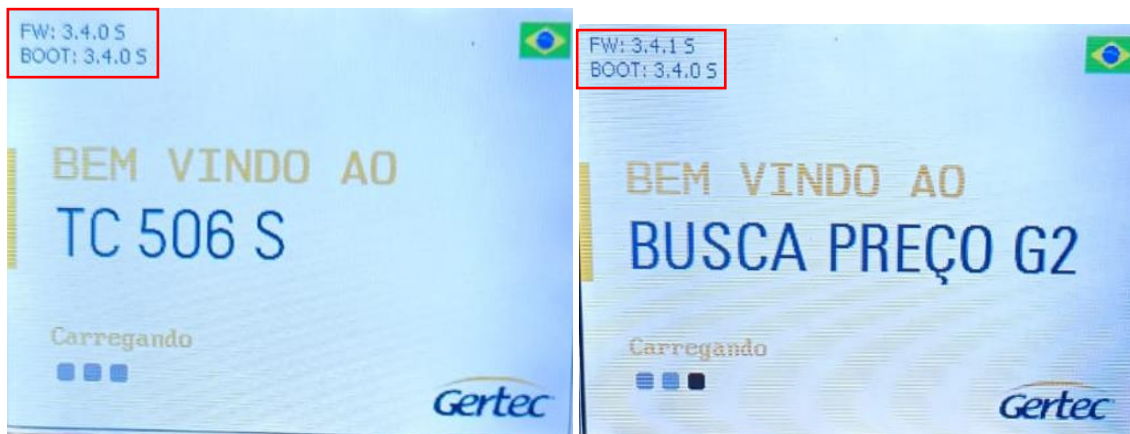 FW: 3.4.0 S
BOOT: 3.4.0 S
BEM VINDO AO
TC 506 S
Carregando
Gertec
FW: 3.4.1 S
BOOT: 3.4.0 S
BEM VINDO AO
BUSCA PREÇO G2
Carregando
Gertec